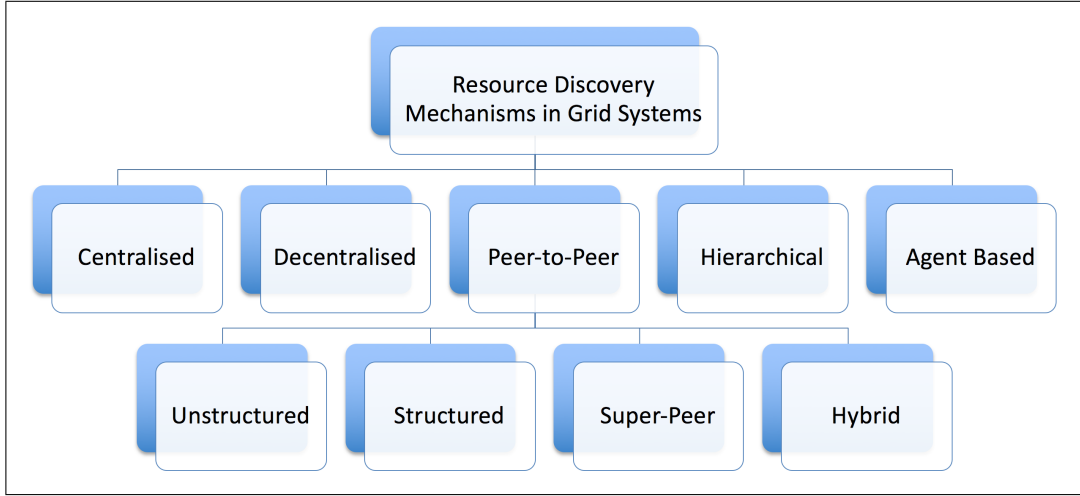 Resource Discovery
Mechanisms in Grid Systems
Centralised
Decentralised
Peer-to-Peer
Hierarchical
Agent Based
Unstructured
Structured
Super-Peer
Hybrid